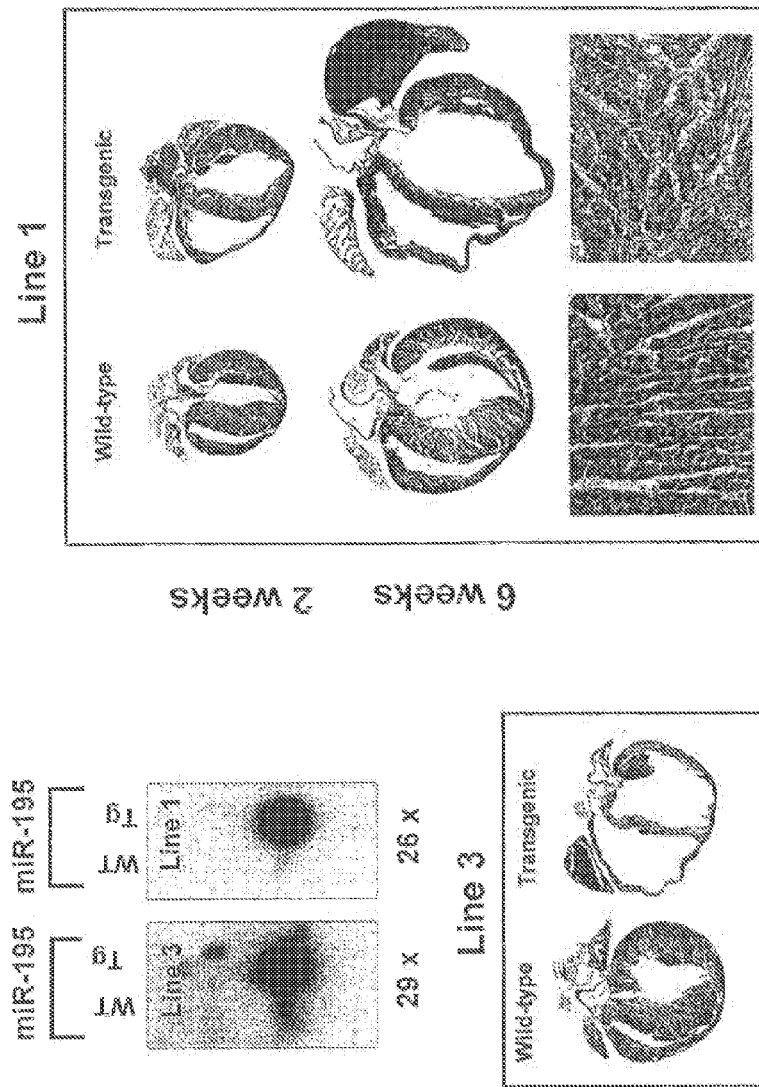 miR-195
miR-195
WT
Tg
WT
Tg
Line 3
Line 1
29 x
26 x
Line 3
Wild-type
Transgenic
Line 1
Wild-type
Transgenic
2 weeks
6 weeks